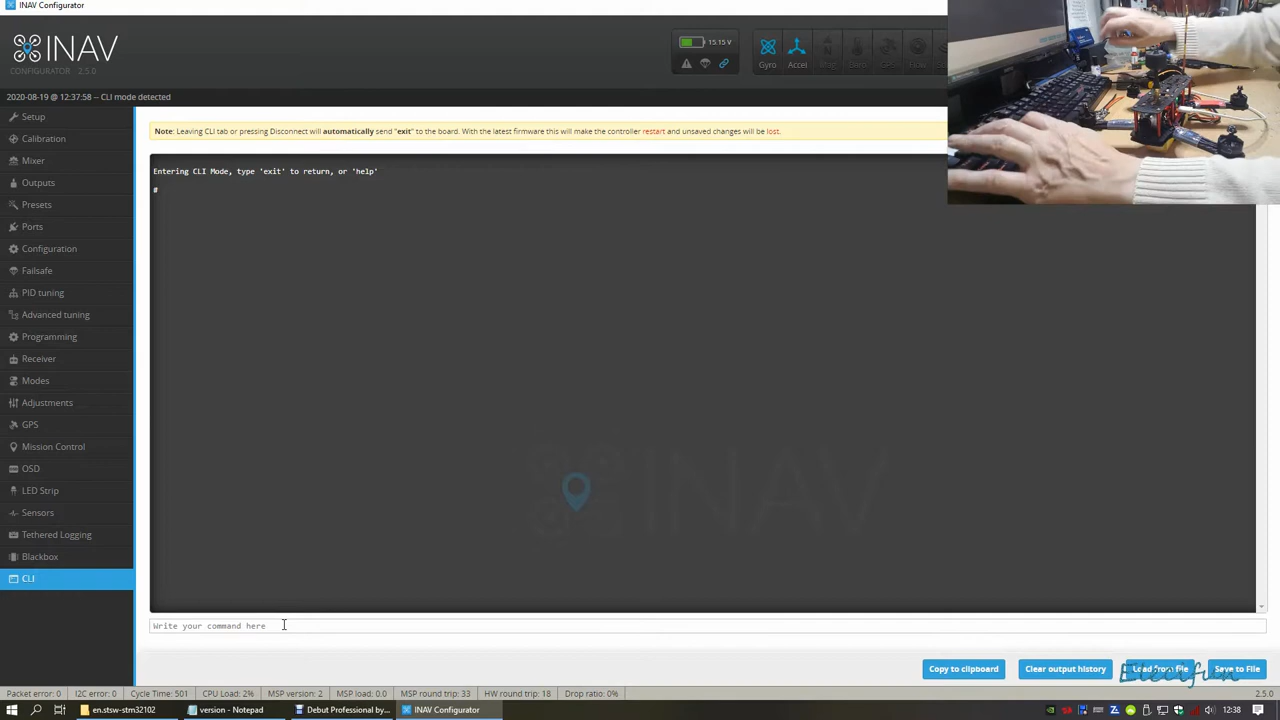 INAV Configurator
INAV
CONFIGURATOR 2.5.0
15.15 V
Gyro
Accel
Mag
Baro
GPS
Flow
2020-08-19 @ 12:37:58 -- CLI mode detected
Setup
Calibration
Mixer
Outputs
Presets
Ports
Configuration
Failsafe
PID tuning
Advanced tuning
Programming
Receiver
Modes
Adjustments
GPS
Mission Control
OSD
LED Strip
Sensors
Tethered Logging
Blackbox
CLI
Note: Leaving CLI tab or pressing Disconnect will automatically send "exit" to the board. With the latest firmware this will make the controller restart and unsaved changes will be lost.
Entering CLI Mode, type 'exit' to return, or 'help'
#
INAV
Write your command here
Copy to clipboard
Clear output history
Load from file
Save to File
Elecifun
Packet error: 0
I2C error: 0
Cycle Time: 501
CPU Load: 2%
MSP version: 2
MSP load: 0.0
MSP round trip: 33
HW round trip: 18
Drop ratio: 0%
2.5.0
en.stsw-stm32102
version - Notepad
Debut Professional by...
INAV Configurator
12:38